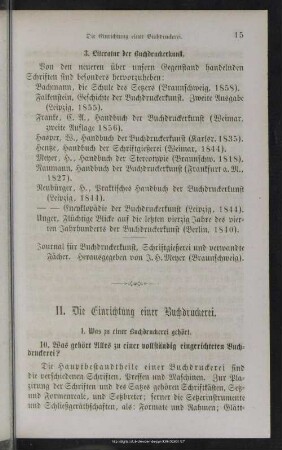 Die Einrichtung einer Buchdruckerei. 15
3. Literatur der Buchdruckerkunst.
Von den neueren über unsern Gegenstand handelnden
Schriften sind besonders hervorzuheben:
Bachmann, die Schule des Setzers (Braunschweig, 1858).
Falkenstein, Geschichte der Buchdruckerkunst. Zweite Ausgabe
(Leipzig, 1855).
Franke, C. A., Handbuch der Buchdruckerkunst (Weimar,
zweite Auflage 1856).
Hasper, W., Handbuch der Buchdruckerkunst (Karlsr. 1835).
Hentze, Handbuch der Schriftgießerei (Weimar, 1844).
Meyer, H., Handbuch der Stereotypie (Braunschw. 1818).
Naumann, Handbuch der Buchdruckerkunst (Frankfurt a. M.,
1827).
Neubürger, H., Praktisches Handbuch der Buchdruckerkunst
(Leipzig, 1844).
— — Encyklopädie der Buchdruckerkunst (Leipzig, 1844).
Unger, Flüchtige Blick auf die letzten vierzig Jahre des vier-
ten Jahrhunderts der Buchdruckerkunst (Berlin, 1840).
Journal für Buchdruckerkunst, Schriftgießerei und verwandte
Fächer. Herausgegeben von J. H. Meyer (Braunschweig).
II. Die Einrichtung einer Buchdruckerei.
1. Was zu einer Buchdruckerei gehört.
10. Was gehört Alles zu einer vollständig eingerichteten Buch-
druckerei?
Die Hauptbestandtheile einer Buchdruckerei sind
die verschiedenen Schriften, Pressen und Maschinen. Zur Pla-
zirung der Schriften und des Satzes gehören Schriftkästen, Setz-
und Formenregale, und Setzbreter; ferner die Setzerinstrumente
und Schließgeräthschaften, als: Formate und Rahmen; Glätt-